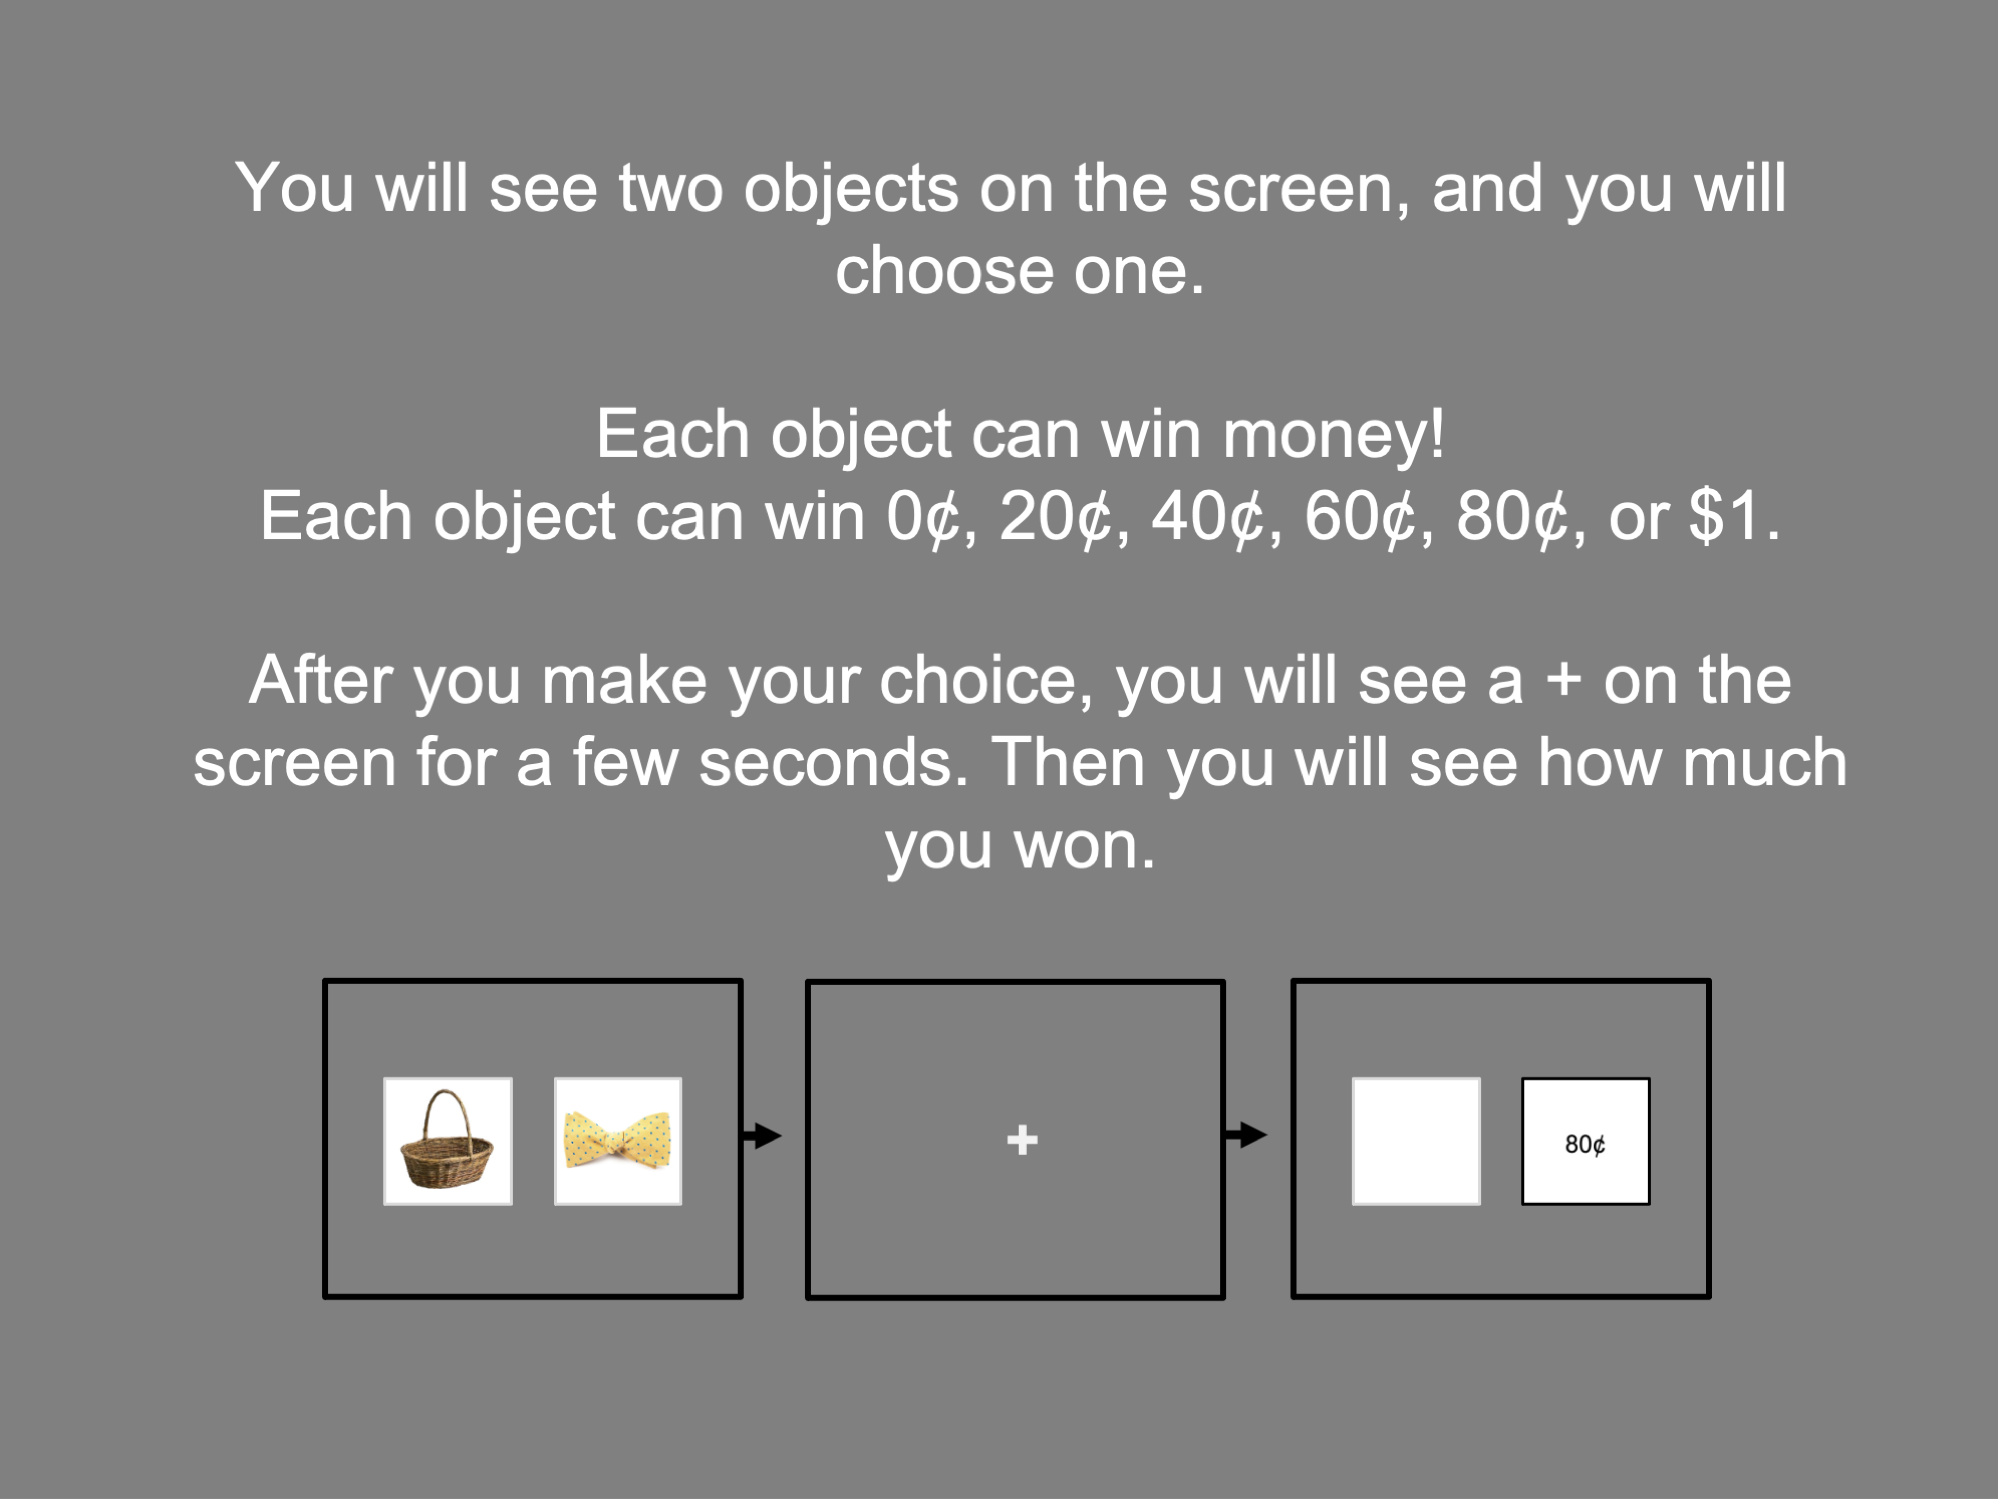 You will see two objects on the screen, and you will
choose one.
Each object can win money!
Each object can win 0¢, 20¢, 40¢, 60¢, 80¢, or $1.
After you make your choice, you will see a + on the
screen for a few seconds. Then you will see how much
you won.
+
80¢